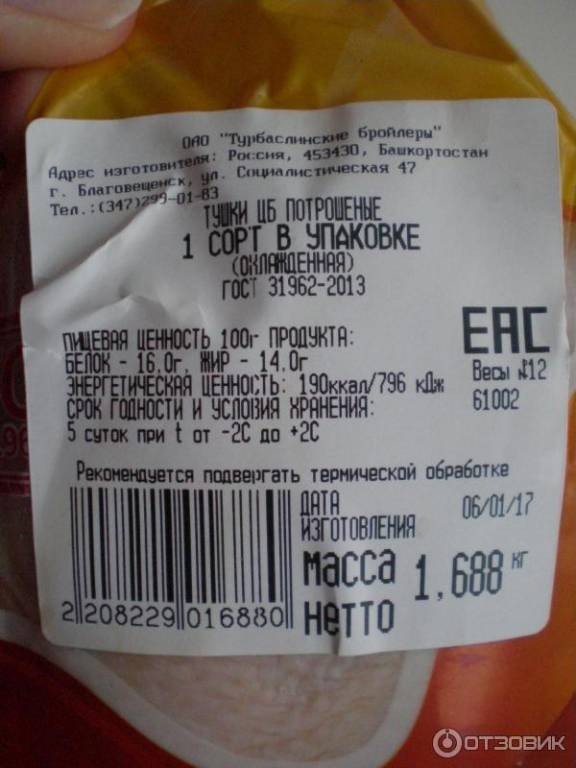 ОАО "Турбаслинские бройлеры"
Адрес изготовителя: Россия, 453430, Башкортостан
г. Благовещенск, ул. Социалистическая 47
Тел.:(347)299-01-83
ТУШКИ ЦБ ПОТРОШЕНЫЕ
1 СОРТ В УПАКОВКЕ
(ОХЛАЖДЕННАЯ)
ГОСТ 31962-2013
ПИЩЕВАЯ ЦЕННОСТЬ 100г ПРОДУКТА:
БЕЛОК - 16.0г, ЖИР - 14.0г
ЭНЕРГЕТИЧЕСКАЯ ЦЕННОСТЬ: 190ккал/796 кДж
СРОК ГОДНОСТИ И УСЛОВИЯ ХРАНЕНИЯ:
5 суток при t от -2С до +2С
EAC
Весы №12
61002
Рекомендуется подвергать термической обработке
ДАТА
ИЗГОТОВЛЕНИЯ 06/01/17
масса
нетто 1,688 кг
2 208229 016880
ОТЗОВИК